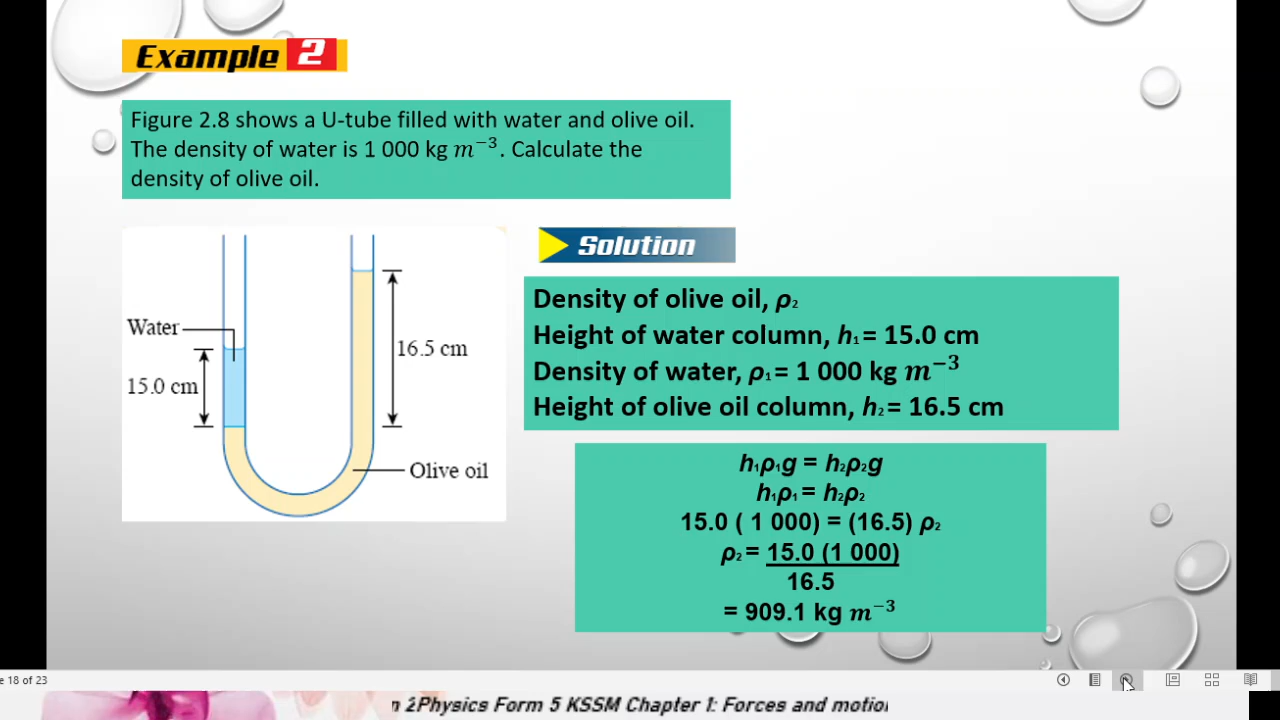 Example 2
Figure 2.8 shows a U-tube filled with water and olive oil.
The density of water is 1 000 kg m⁻³. Calculate the
density of olive oil.
Water
15.0 cm
16.5 cm
Olive oil
Solution
Density of olive oil, ρ₂
Height of water column, h₁ = 15.0 cm
Density of water, ρ₁ = 1 000 kg m⁻³
Height of olive oil column, h₂ = 16.5 cm
h₁ρ₁g = h₂ρ₂g
h₁ρ₁ = h₂ρ₂
15.0 ( 1 000) = (16.5) ρ₂
ρ₂ = 15.0 (1 000)
16.5
= 909.1 kg m⁻³
e 18 of 23
n 2Physics Form 5 KSSM Chapter 1: Forces and motion